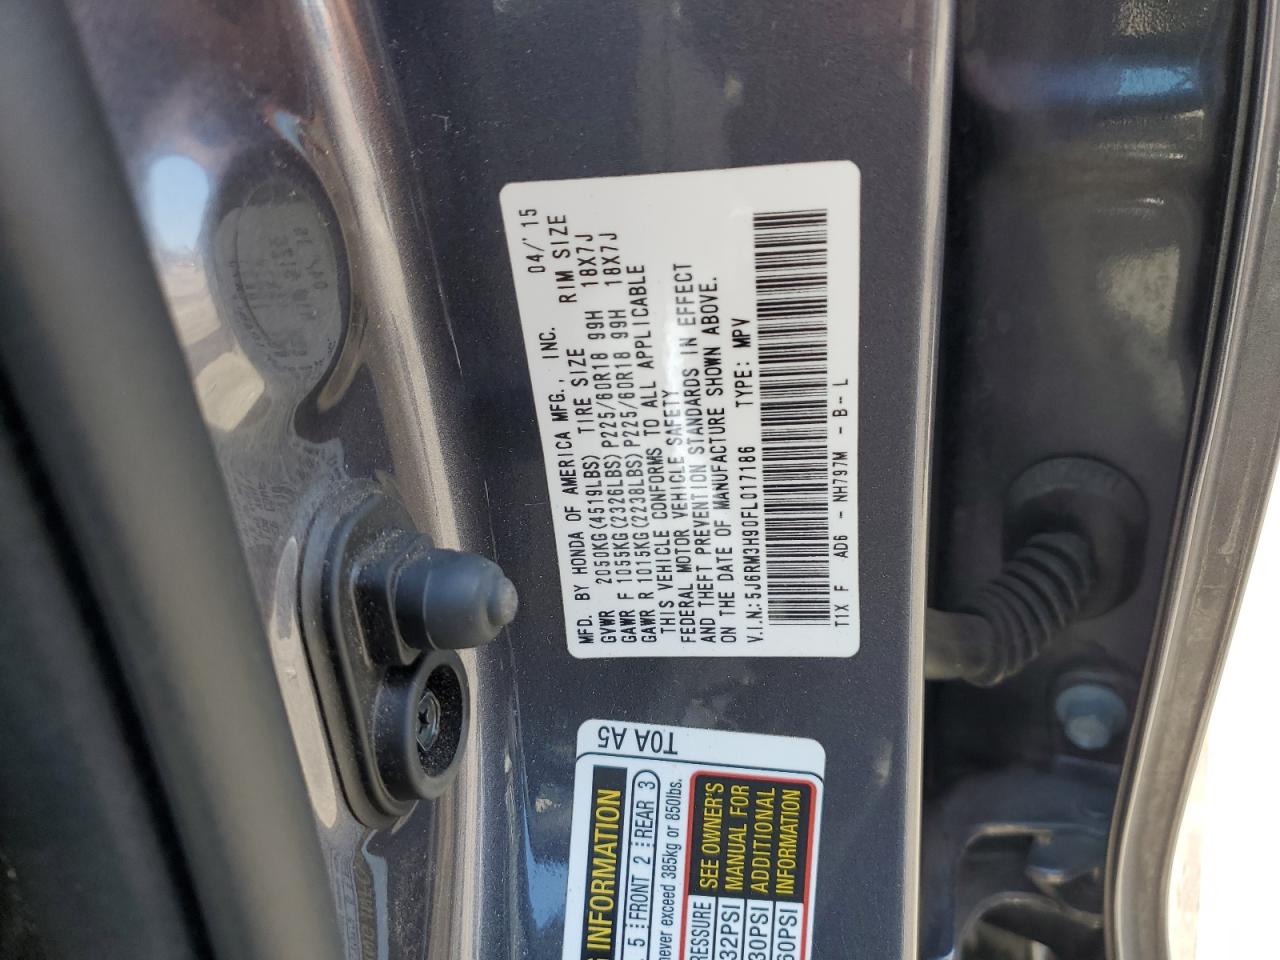 MFD. BY HONDA OF AMERICA MFG., INC. 04/'15
GVWR 2050KG(4519LBS) TIRE SIZE RIM SIZE
GAWR F 1055KG(2326LBS) P225/60R18 99H 18X7J
GAWR R 1015KG(2238LBS) P225/60R18 99H 18X7J
THIS VEHICLE CONFORMS TO ALL APPLICABLE
FEDERAL MOTOR VEHICLE SAFETY
AND THEFT PREVENTION STANDARDS IN EFFECT
ON THE DATE OF MANUFACTURE SHOWN ABOVE.
V.I.N.:5J6RM3H90FL017186 TYPE: MPV
T1X F AD6 - NH797M - B - L
T0A A5
INFORMATION
5 FRONT 2 REAR 3
never exceed 385kg or 850lbs.
SEE OWNER'S
MANUAL FOR
ADDITIONAL
INFORMATION
RESSURE
32PSI
30PSI
60PSI